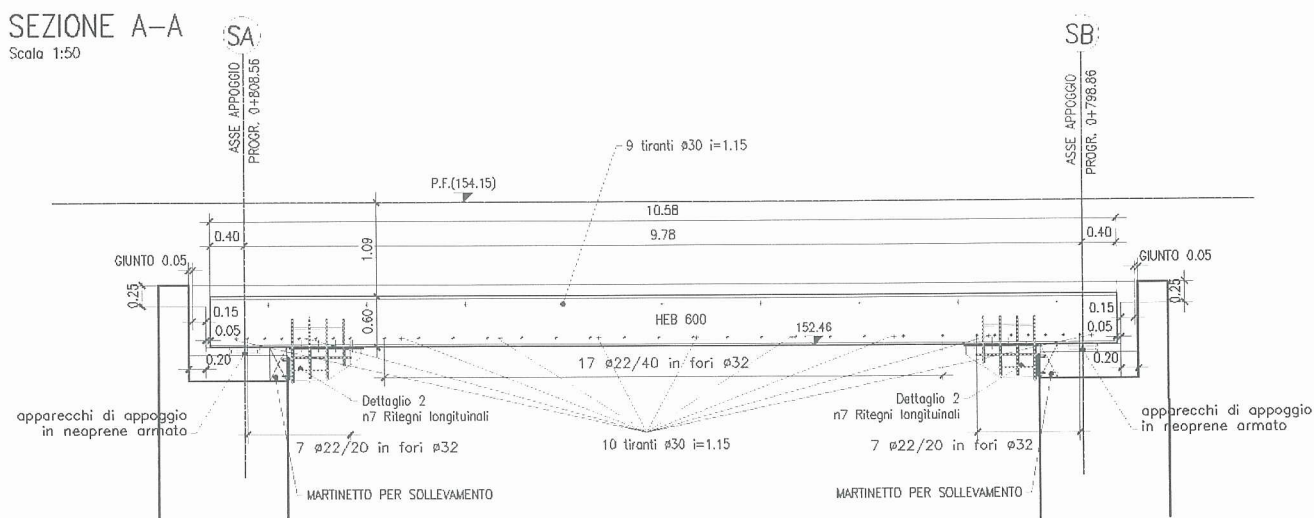 SEZIONE A-A
Scala 1:50
SA
SB
ASSE APPOGGIO
PROGR. 0+808.56
ASSE APPOGGIO
PROGR. 0+798.86
9 tiranti ø30 i=1.15
P.F.(154.15)
10.58
0.40
9.78
0.40
1.09
GIUNTO 0.05
GIUNTO 0.05
0.25
0.25
0.15
0.15
0.60
HEB 600
152.46
0.05
0.05
0.20
0.20
17 ø22/40 in fori ø32
Dettaglio 2
n7 Ritegni longituinali
Dettaglio 2
n7 Ritegni longituinali
apparecchi di appoggio
in neoprene armato
apparecchi di appoggio
in neoprene armato
7 ø22/20 in fori ø32
10 tiranti ø30 i=1.15
7 ø22/20 in fori ø32
MARTINETTO PER SOLLEVAMENTO
MARTINETTO PER SOLLEVAMENTO